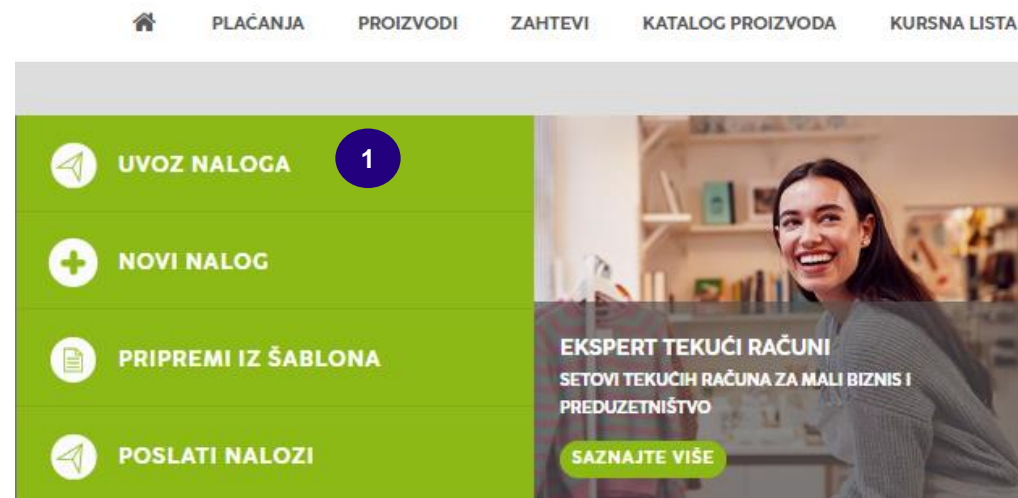 PLAĆANJA PROIZVODI ZAHTEVI KATALOG PROIZVODA KURSNA LISTA
UVOZ NALOGA 1
NOVI NALOG
PRIPREMI IZ ŠABLONA
POSLATI NALOZI
EKSPERT TEKUĆI RAČUNI
SETOVI TEKUĆIH RAČUNA ZA MALI BIZNIS I
PREDUZETNIŠTVO
SAZNAJTE VIŠE